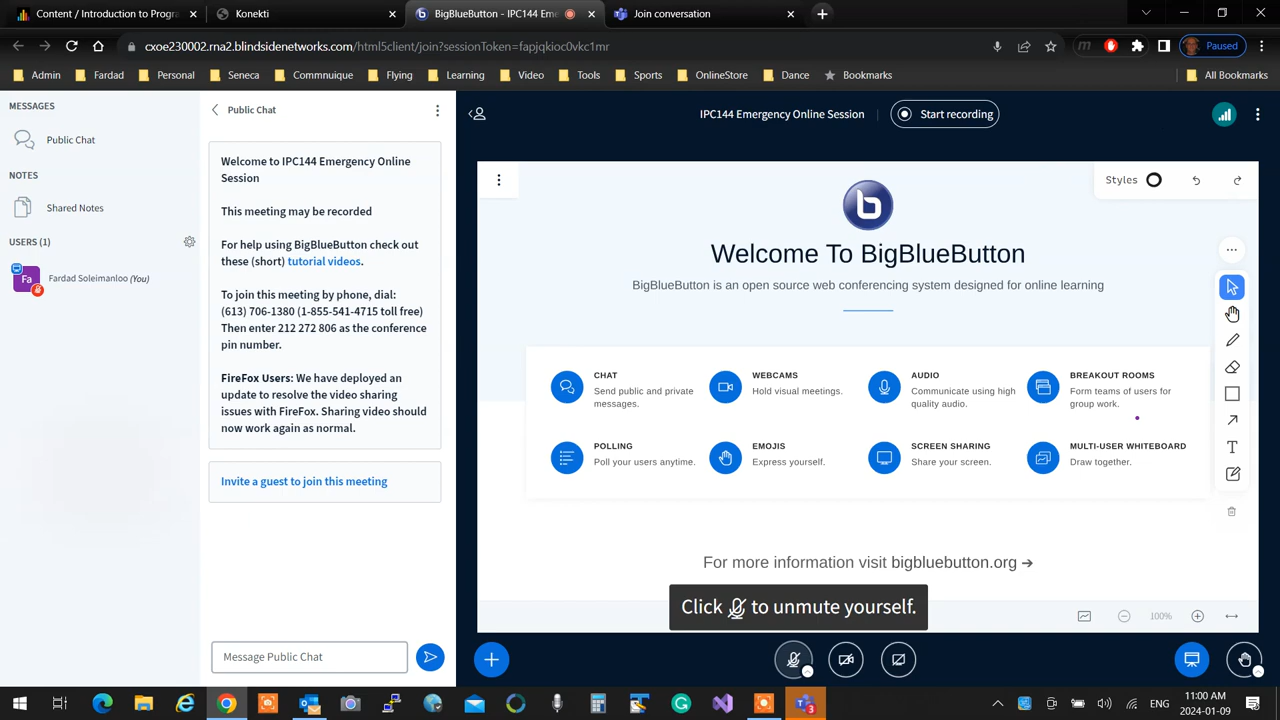 Content / Introduction to Progra
Konekti
BigBlueButton - IPC144 Eme
Join conversation
cxoe230002.rna2.blindsidenetworks.com/html5client/join?sessionToken=fapjqkioc0vkc1mr
Paused
Admin
Fardad
Personal
Seneca
Commnuique
Flying
Learning
Video
Tools
Sports
OnlineStore
Dance
Bookmarks
All Bookmarks
MESSAGES
Public Chat
NOTES
Shared Notes
USERS (1)
Fa
Fardad Soleimanloo (You)
Public Chat
Welcome to IPC144 Emergency Online
Session
This meeting may be recorded
For help using BigBlueButton check out
these (short) tutorial videos.
To join this meeting by phone, dial:
(613) 706-1380 (1-855-541-4715 toll free)
Then enter 212 272 806 as the conference
pin number.
FireFox Users: We have deployed an
update to resolve the video sharing
issues with FireFox. Sharing video should
now work again as normal.
Invite a guest to join this meeting
Message Public Chat
IPC144 Emergency Online Session
Start recording
Styles
b
Welcome To BigBlueButton
BigBlueButton is an open source web conferencing system designed for online learning
CHAT
Send public and private
messages.
WEBCAMS
Hold visual meetings.
AUDIO
Communicate using high
quality audio.
BREAKOUT ROOMS
Form teams of users for
group work.
POLLING
Poll your users anytime.
EMOJIS
Express yourself.
SCREEN SHARING
Share your screen.
MULTI-USER WHITEBOARD
Draw together.
For more information visit bigbluebutton.org →
Click to unmute yourself.
100%
ENG
11:00 AM
2024-01-09